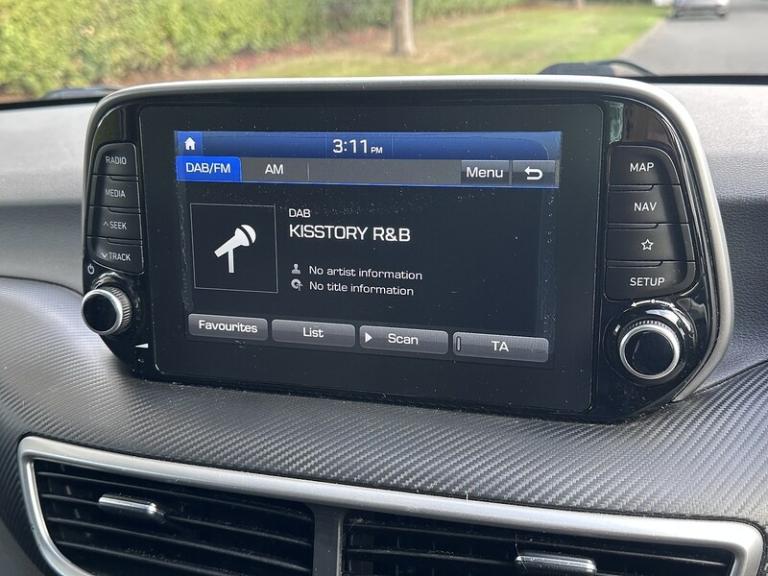 RADIO
MEDIA
SEEK
TRACK
3:11 PM
DAB/FM AM Menu
DAB
KISSTORY R&B
No artist information
No title information
Favourites List Scan TA
MAP
NAV
SETUP